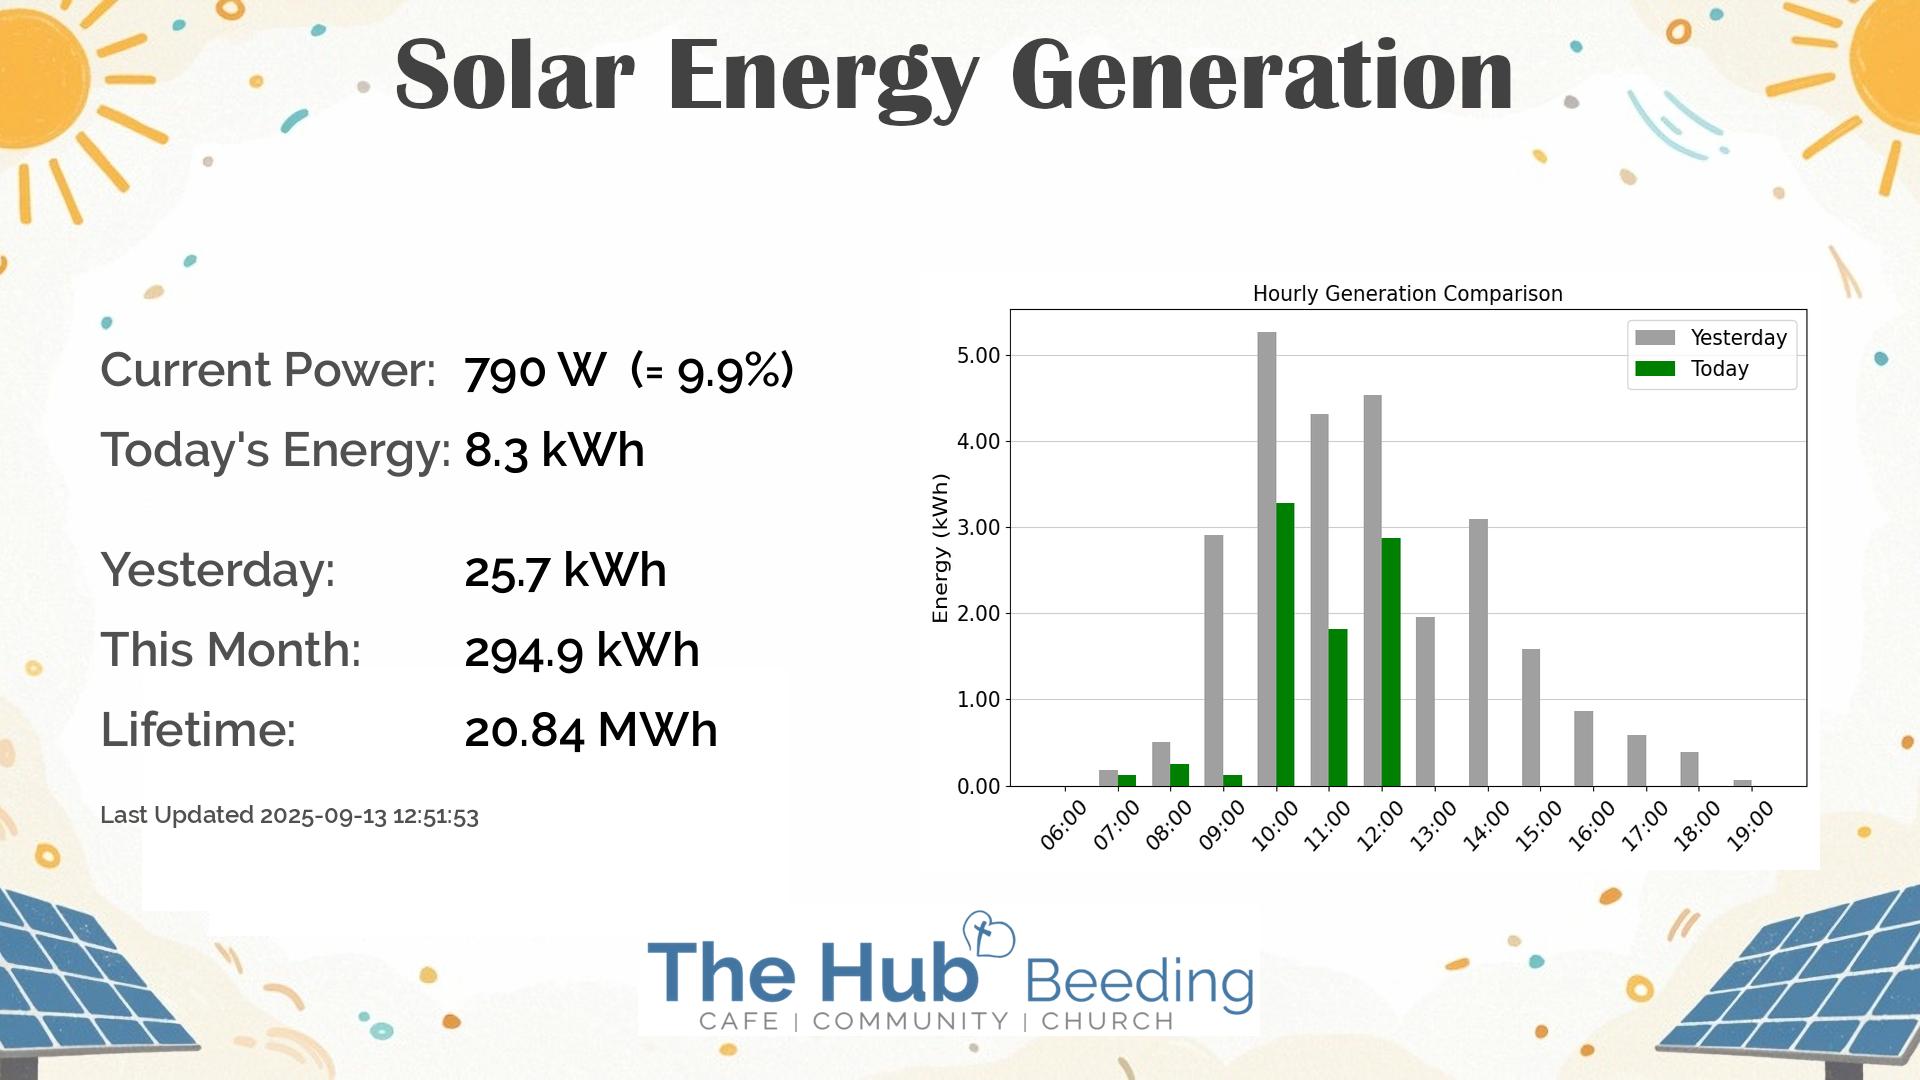 Solar Energy Generation
Current Power: 790 W (= 9.9%)
Today's Energy: 8.3 kWh
Yesterday: 25.7 kWh
This Month: 294.9 kWh
Lifetime: 20.84 MWh
Last Updated 2025-09-13 12:51:53
Hourly Generation Comparison
Yesterday
Today
Energy (kWh)
5.00
4.00
3.00
2.00
1.00
0.00
06:00 07:00 08:00 09:00 10:00 11:00 12:00 13:00 14:00 15:00 16:00 17:00 18:00 19:00
The Hub Beeding
CAFE | COMMUNITY | CHURCH